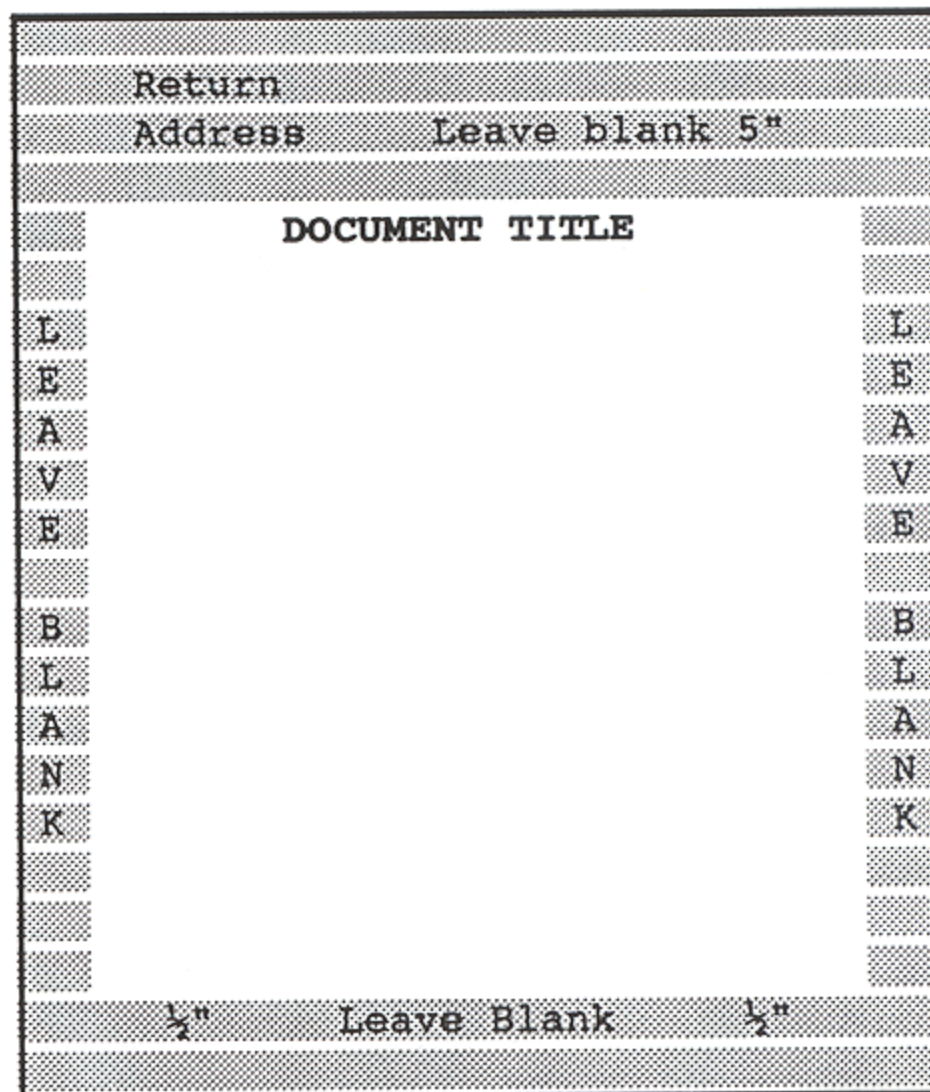 Return
Address Leave blank 5"
DOCUMENT TITLE
L L
E E
A A
V V
E E
B B
L L
A A
N N
K K
½" Leave Blank ½"